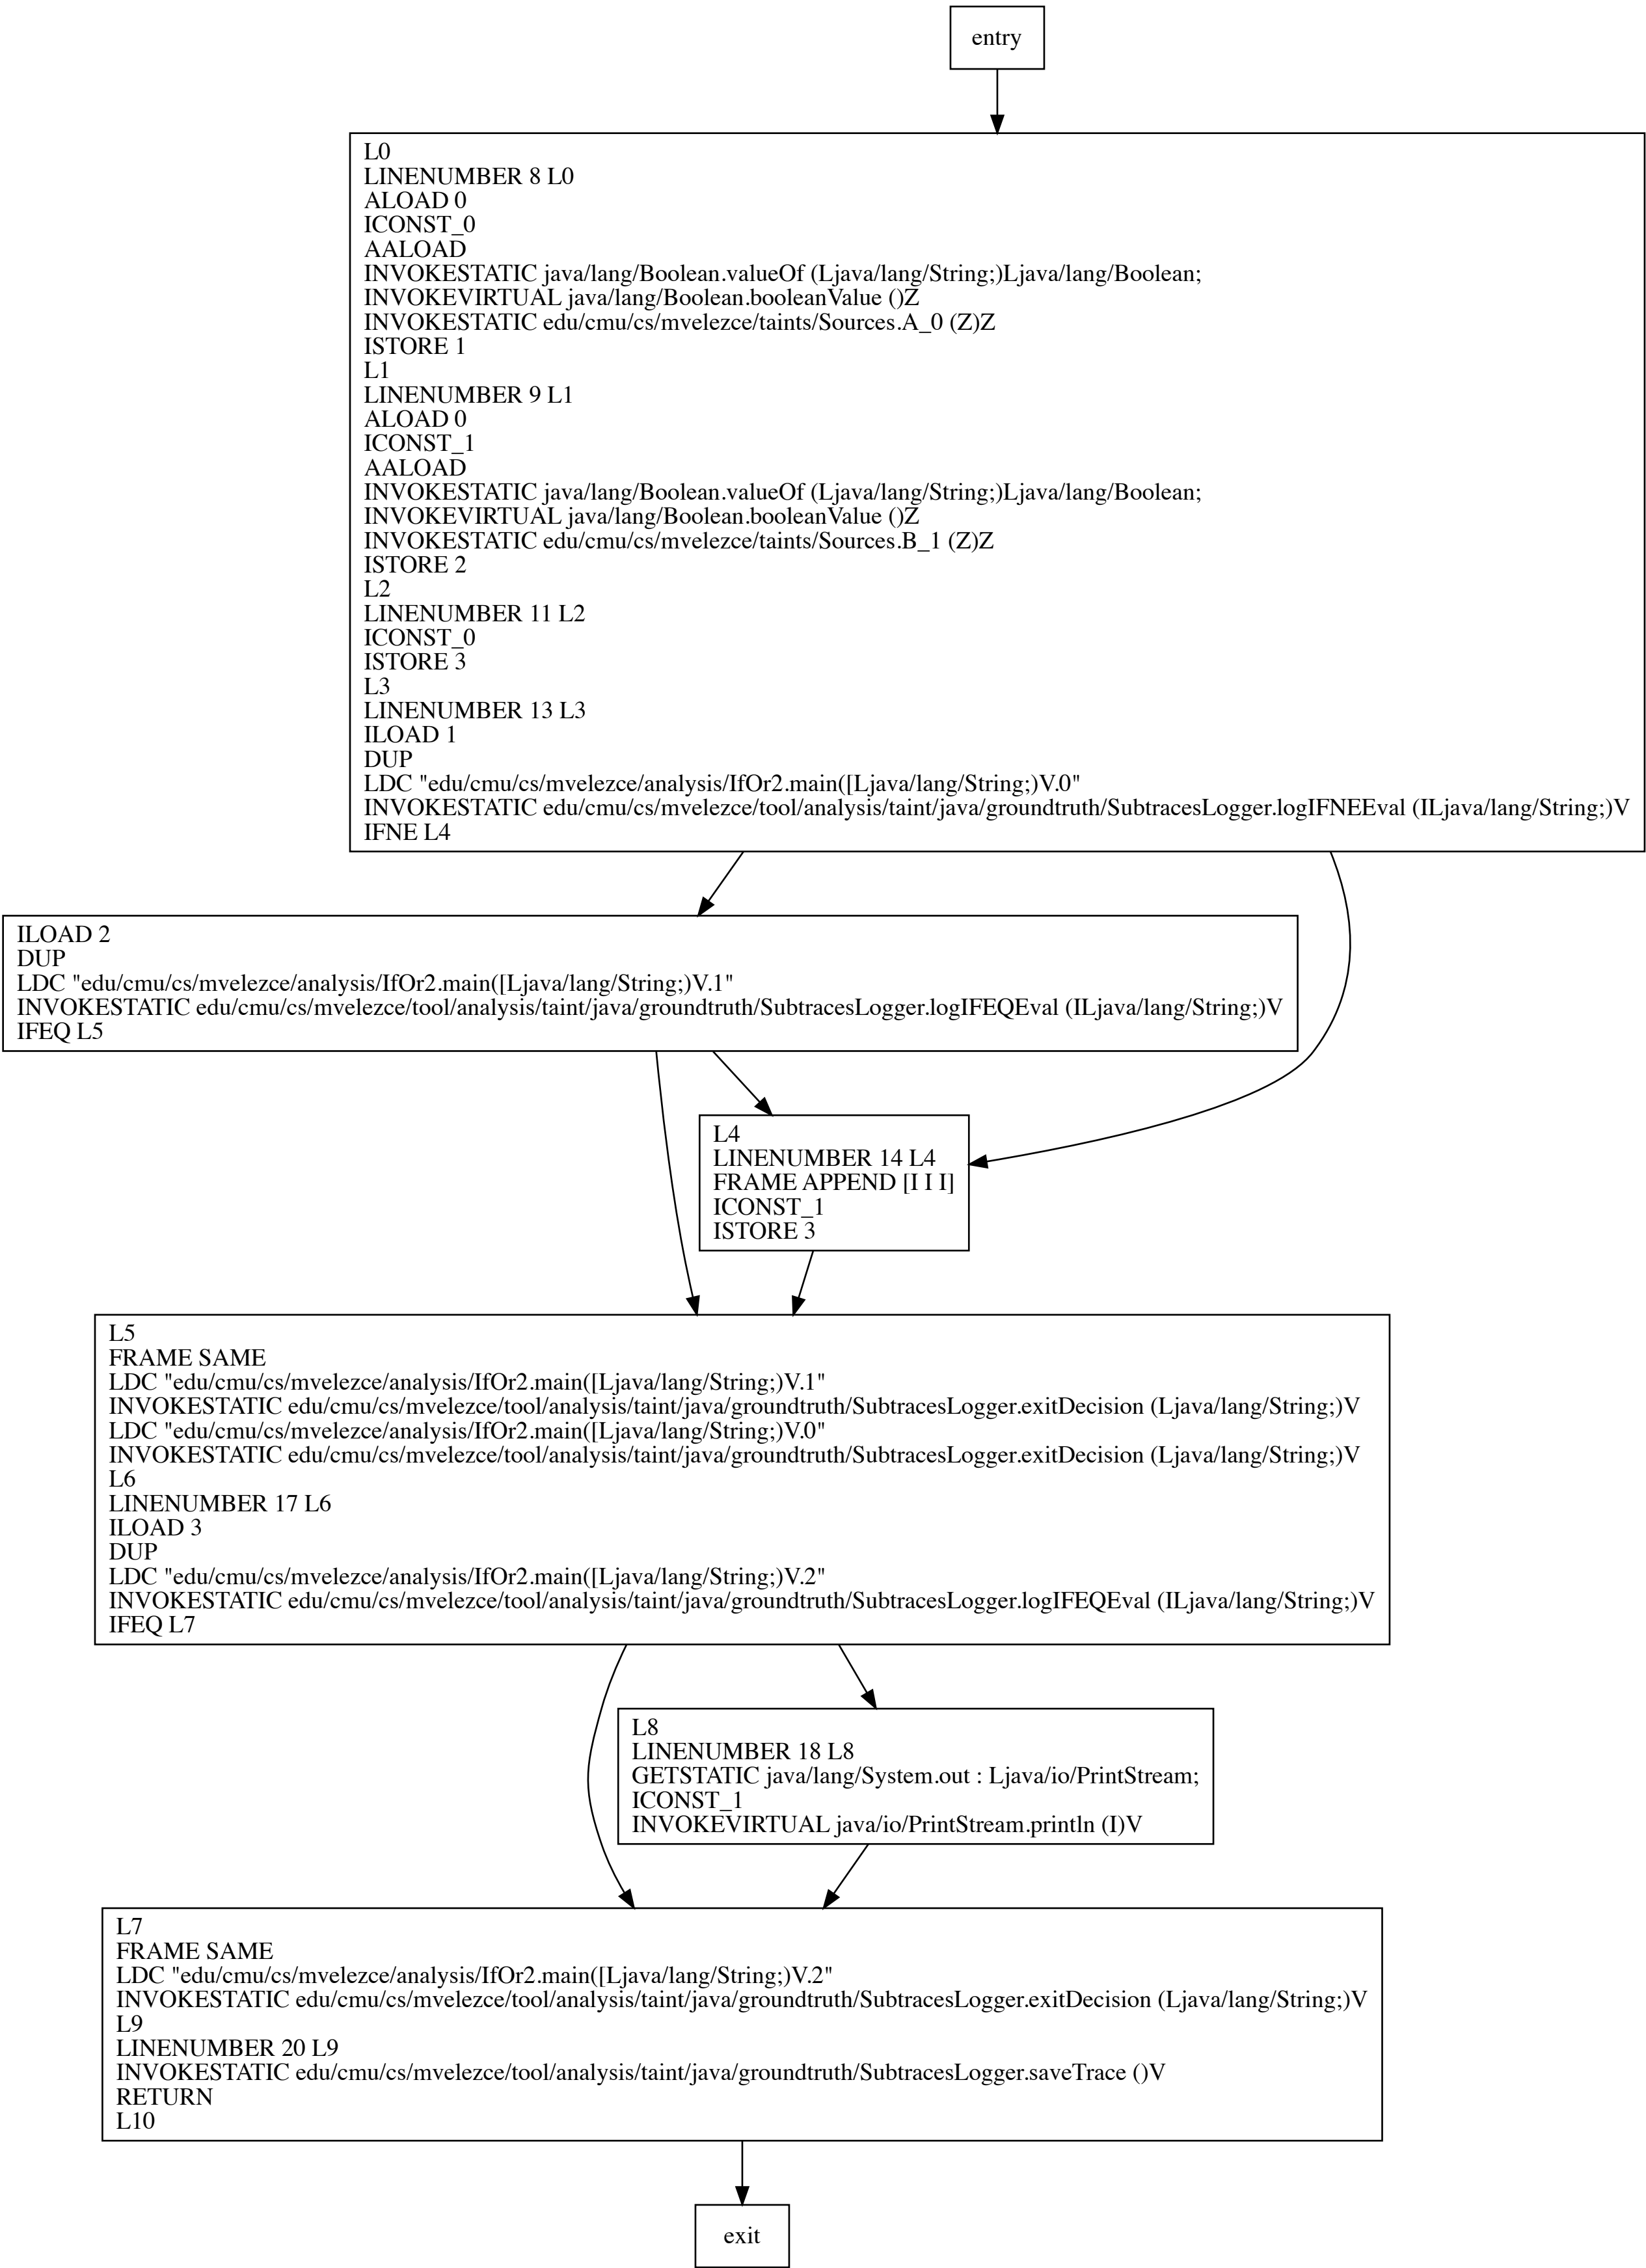 entry
L0
LINENUMBER 8 L0
ALOAD 0
ICONST_0
AALOAD
INVOKESTATIC java/lang/Boolean.valueOf (Ljava/lang/String;)Ljava/lang/Boolean;
INVOKEVIRTUAL java/lang/Boolean.booleanValue ()Z
INVOKESTATIC edu/cmu/cs/mvelezce/taints/Sources.A_0 (Z)Z
ISTORE 1
L1
LINENUMBER 9 L1
ALOAD 0
ICONST_1
AALOAD
INVOKESTATIC java/lang/Boolean.valueOf (Ljava/lang/String;)Ljava/lang/Boolean;
INVOKEVIRTUAL java/lang/Boolean.booleanValue ()Z
INVOKESTATIC edu/cmu/cs/mvelezce/taints/Sources.B_1 (Z)Z
ISTORE 2
L2
LINENUMBER 11 L2
ICONST_0
ISTORE 3
L3
LINENUMBER 13 L3
ILOAD 1
DUP
LDC "edu/cmu/cs/mvelezce/analysis/IfOr2.main([Ljava/lang/String;)V.0"
INVOKESTATIC edu/cmu/cs/mvelezce/tool/analysis/taint/java/groundtruth/SubtracesLogger.logIFNEEval (ILjava/lang/String;)V
IFNE L4
ILOAD 2
DUP
LDC "edu/cmu/cs/mvelezce/analysis/IfOr2.main([Ljava/lang/String;)V.1"
INVOKESTATIC edu/cmu/cs/mvelezce/tool/analysis/taint/java/groundtruth/SubtracesLogger.logIFEQEval (ILjava/lang/String;)V
IFEQ L5
L4
LINENUMBER 14 L4
FRAME APPEND [I I I]
ICONST_1
ISTORE 3
L5
FRAME SAME
LDC "edu/cmu/cs/mvelezce/analysis/IfOr2.main([Ljava/lang/String;)V.1"
INVOKESTATIC edu/cmu/cs/mvelezce/tool/analysis/taint/java/groundtruth/SubtracesLogger.exitDecision (Ljava/lang/String;)V
LDC "edu/cmu/cs/mvelezce/analysis/IfOr2.main([Ljava/lang/String;)V.0"
INVOKESTATIC edu/cmu/cs/mvelezce/tool/analysis/taint/java/groundtruth/SubtracesLogger.exitDecision (Ljava/lang/String;)V
L6
LINENUMBER 17 L6
ILOAD 3
DUP
LDC "edu/cmu/cs/mvelezce/analysis/IfOr2.main([Ljava/lang/String;)V.2"
INVOKESTATIC edu/cmu/cs/mvelezce/tool/analysis/taint/java/groundtruth/SubtracesLogger.logIFEQEval (ILjava/lang/String;)V
IFEQ L7
L8
LINENUMBER 18 L8
GETSTATIC java/lang/System.out : Ljava/io/PrintStream;
ICONST_1
INVOKEVIRTUAL java/io/PrintStream.println (I)V
L7
FRAME SAME
LDC "edu/cmu/cs/mvelezce/analysis/IfOr2.main([Ljava/lang/String;)V.2"
INVOKESTATIC edu/cmu/cs/mvelezce/tool/analysis/taint/java/groundtruth/SubtracesLogger.exitDecision (Ljava/lang/String;)V
L9
LINENUMBER 20 L9
INVOKESTATIC edu/cmu/cs/mvelezce/tool/analysis/taint/java/groundtruth/SubtracesLogger.saveTrace ()V
RETURN
L10
exit